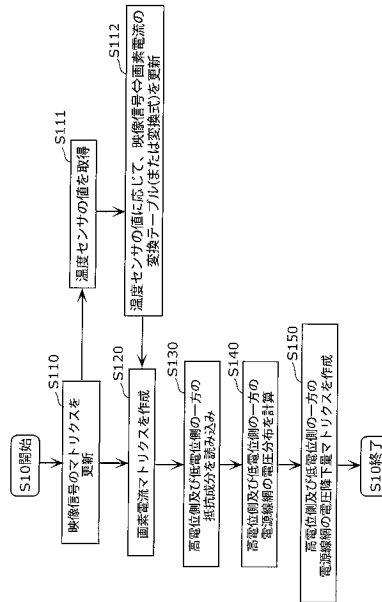 S10開始
S110
映像信号のマトリクスを
更新
S111
温度センサの値を取得
S112
温度センサの値に応じて、映像信号⇔画素電流の
変換テーブル(または変換式)を更新
S120
画素電流マトリクスを作成
S130
高電位側及び低電位側の一方の
抵抗成分を読み込み
S140
高電位側及び低電位側の一方の
電源線網の電圧分布を計算
S150
高電位側及び低電位側の一方の
電源線網の電圧降下量マトリクスを作成
S10終了